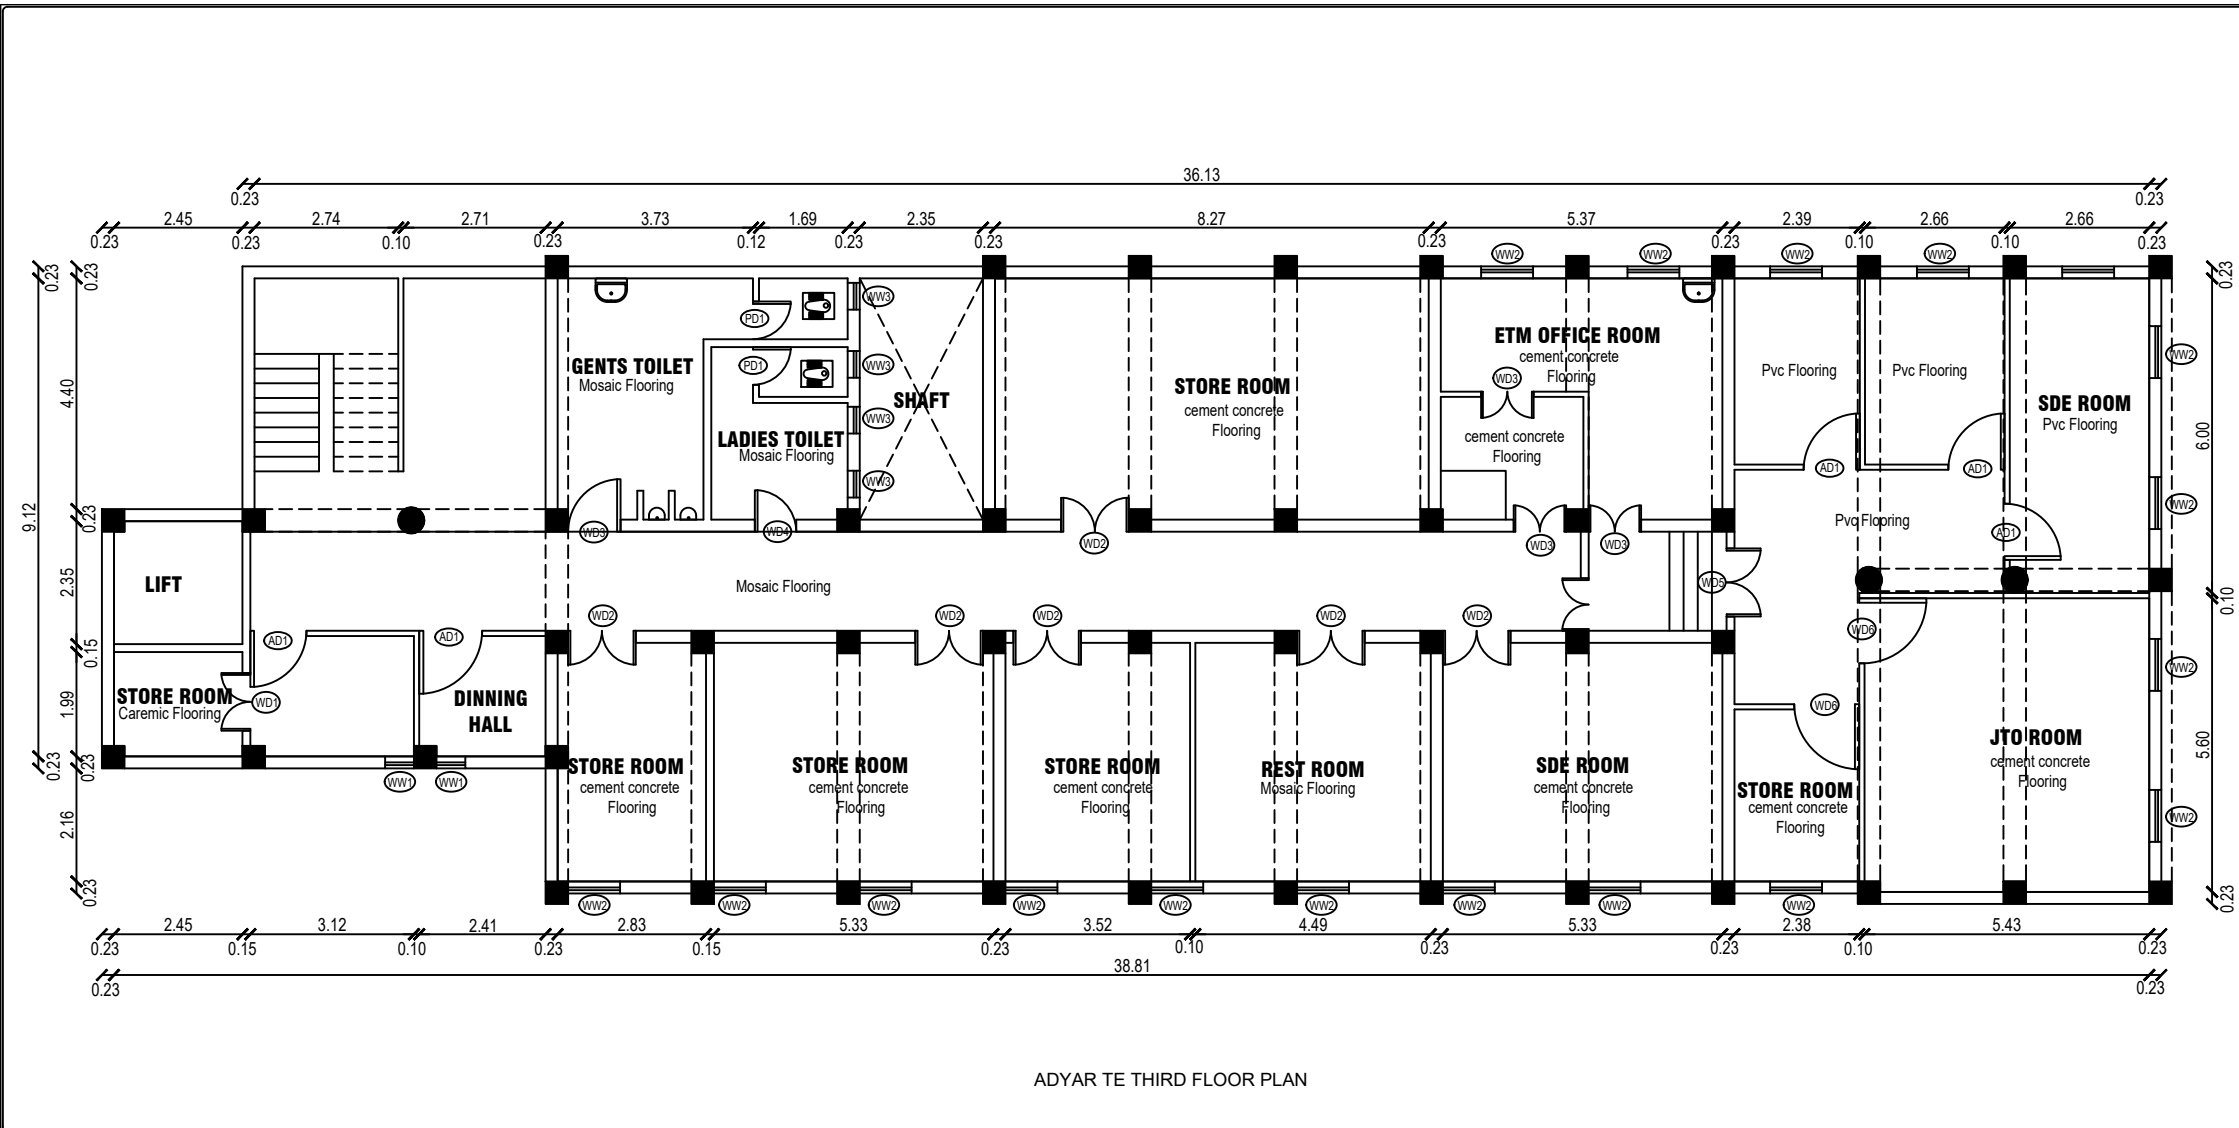 36.13
0.23 0.23
2.45 2.74 2.71 3.73 1.69 2.35 8.27 5.37 2.39 2.66 2.66
0.23 0.23 0.10 0.23 0.12 0.23 0.23 0.23 0.23 0.10 0.10 0.23
WW2 WW2 WW2 WW2
0.23 0.23 0.23
WW3
PD1
ETM OFFICE ROOM
cement concrete
Flooring
WW2
GENTS TOILET
Mosaic Flooring
PD1
WW3
Pvc Flooring
Pvc Flooring
WD3
STORE ROOM
cement concrete
Flooring
SHAFT
4.40
SDE ROOM
Pvc Flooring
WW3
6.00
LADIES TOILET
Mosaic Flooring
cement concrete
Flooring
AD1 AD1
WW3
WW2
9.12
0.23
Pvc Flooring
WD3 WD4 WD2 WD3 WD3 AD1
LIFT
2.35
Mosaic Flooring
WD5
0.10
WD2 WD2 WD2 WD2 WD2
AD1 AD1
WD6
0.15
WW2
STORE ROOM
Caremic Flooring
WD1
DINNING
HALL
WD6
1.99
JTO ROOM
cement concrete
Flooring
5.60
0.23 0.23
WW1 WW1
STORE ROOM
cement concrete
Flooring
STORE ROOM
cement concrete
Flooring
STORE ROOM
cement concrete
Flooring
REST ROOM
Mosaic Flooring
SDE ROOM
cement concrete
Flooring
STORE ROOM
cement concrete
Flooring
WW2
2.16
0.23 0.23
WW2 WW2 WW2 WW2 WW2 WW2 WW2 WW2 WW2
2.45 3.12 2.41 2.83 5.33 3.52 4.49 5.33 2.38 5.43
0.23 0.15 0.10 0.23 0.15 0.23 0.10 0.23 0.23 0.10 0.23
38.81
0.23 0.23
ADYAR TE THIRD FLOOR PLAN